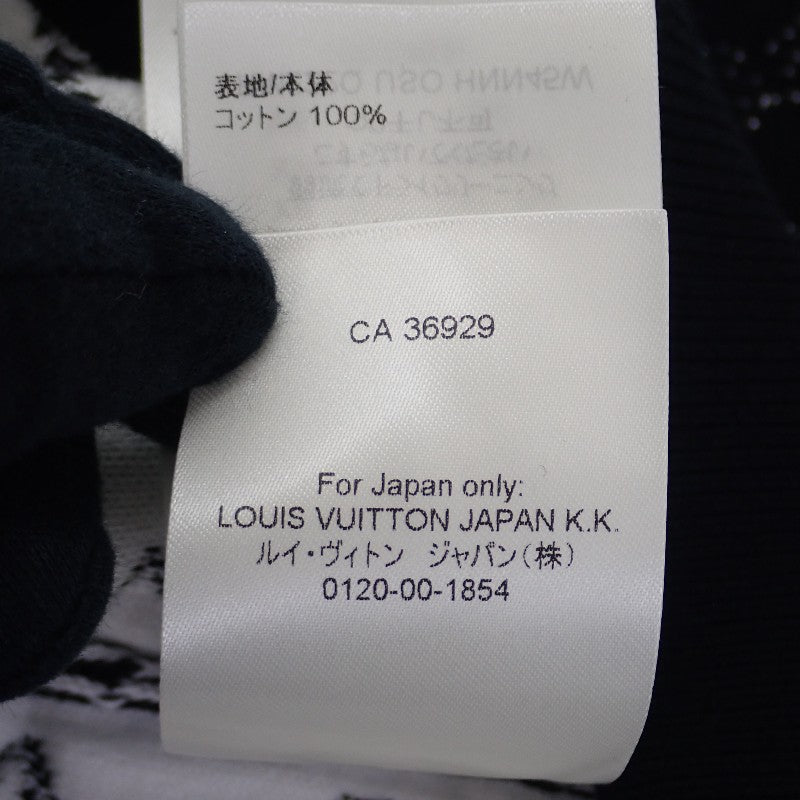 表地/本体
コットン 100%
CA 36929
For Japan only:
LOUIS VUITTON JAPAN K.K.
ルイ・ヴィトン ジャパン(株)
0120-00-1854